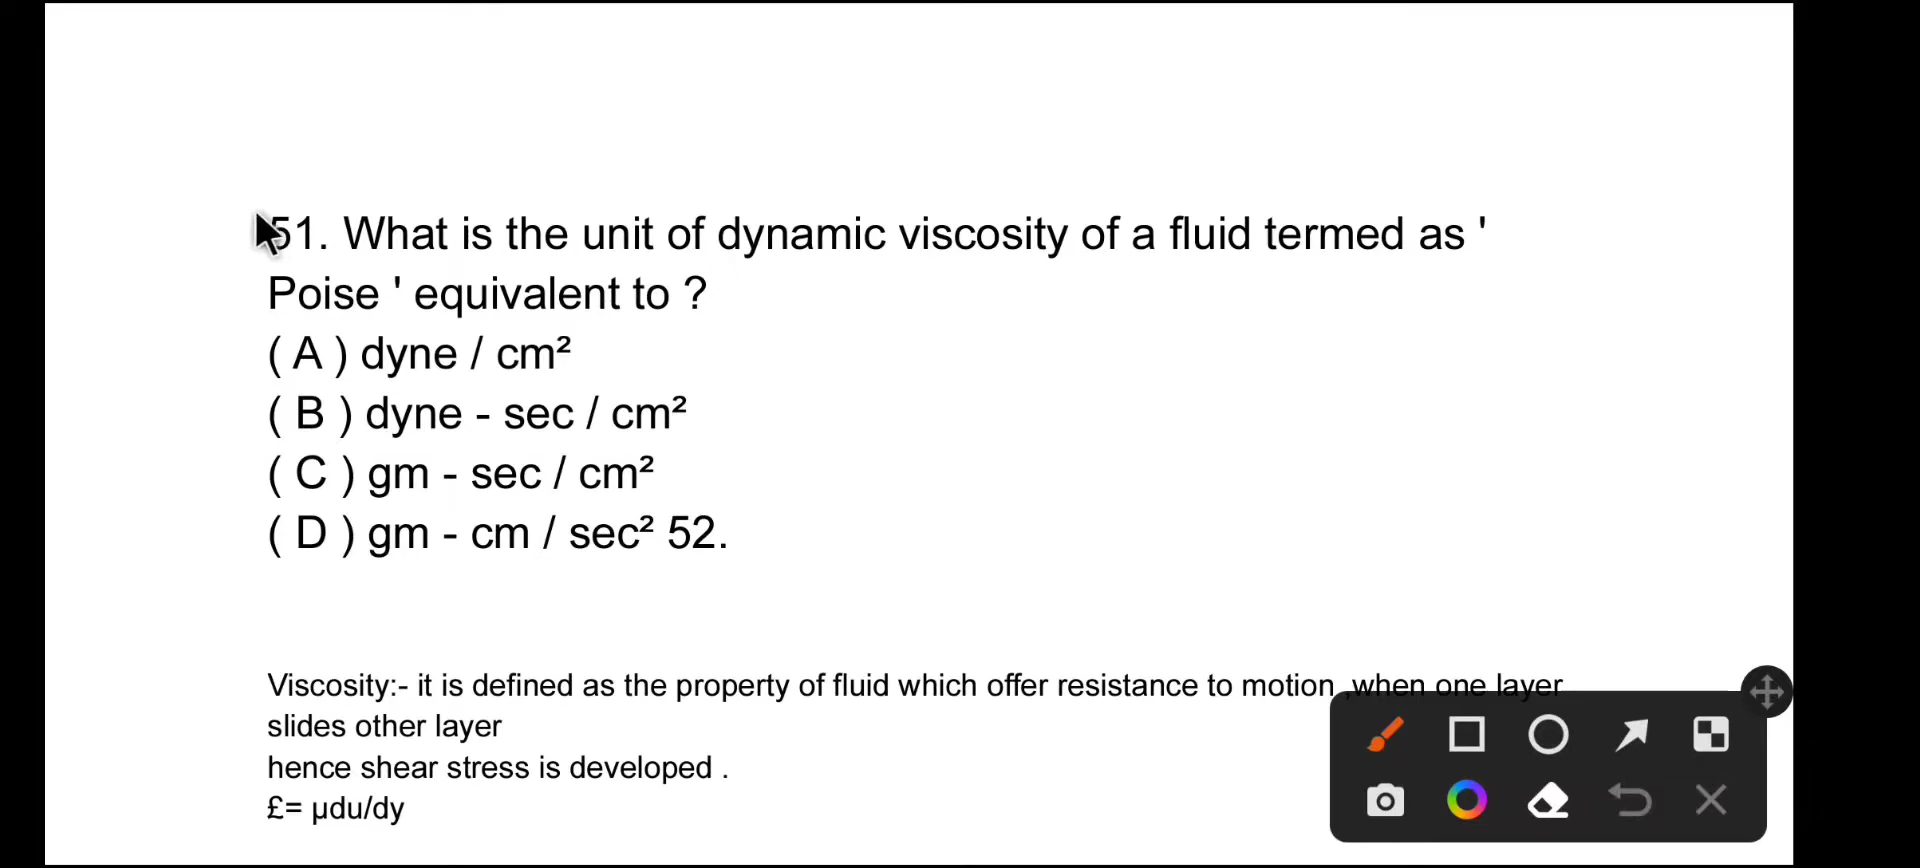 51. What is the unit of dynamic viscosity of a fluid termed as '
Poise ' equivalent to ?
( A ) dyne / cm²
( B ) dyne - sec / cm²
( C ) gm - sec / cm²
( D ) gm - cm / sec² 52.
Viscosity:- it is defined as the property of fluid which offer resistance to motion ,when one layer
slides other layer
hence shear stress is developed .
£= μdu/dy